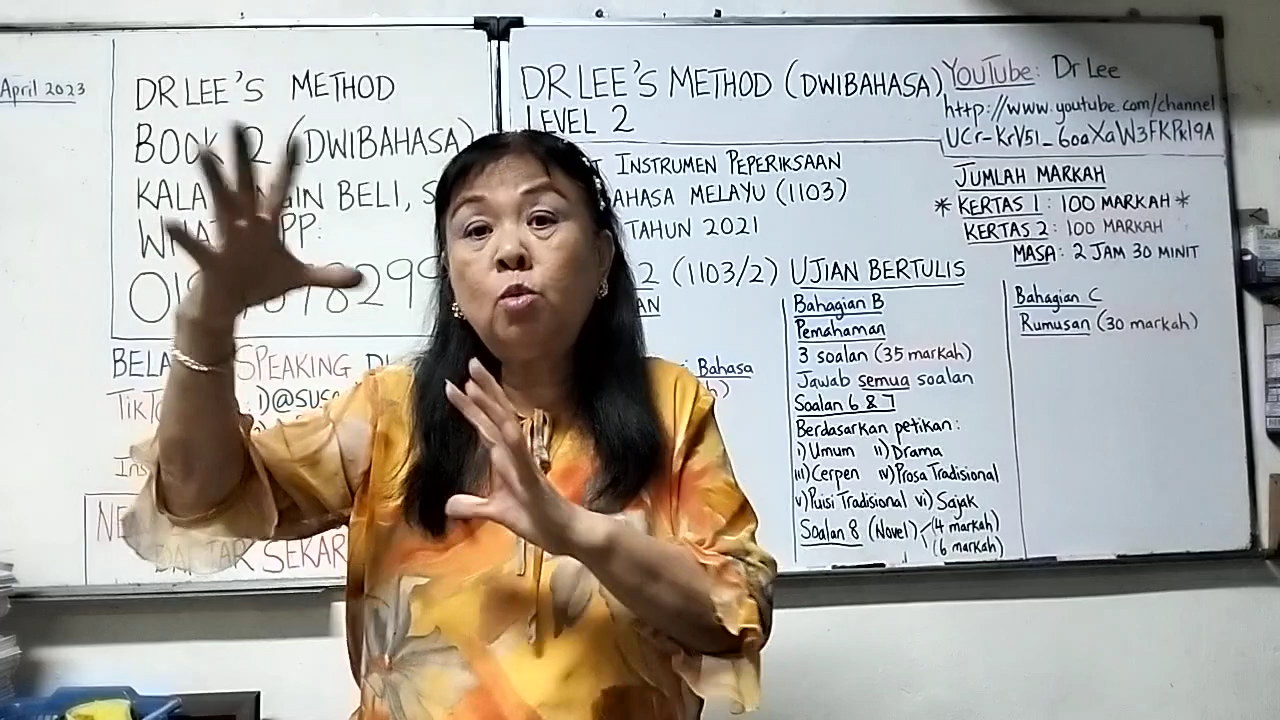 April 2023
DR LEE'S METHOD
BOOK 2 (DWIBAHASA)
BELI,
BELA SPEAKING
DR LEE'S METHOD (DWIBAHASA)
LEVEL 2
YouTube: Dr Lee
http://www.youtube.com/channel
UCr-KrV5l_6oaXaW3FKPkl9A
INSTRUMEN PEPERIKSAAN
BAHASA MELAYU (1103)
TAHUN 2021
2 (1103/2) UJIAN BERTULIS
Bahasa
Bahagian B
Pemahaman
3 soalan (35 markah)
Jawab semua soalan
Soalan 6 & 7
Berdasarkan petikan:
i) Umum ii) Drama
iii) Cerpen iv) Prosa Tradisional
v) Puisi Tradisional vi) Sajak
Soalan 8 (Novel) (4 markah)
(6 markah)
JUMLAH MARKAH
* KERTAS 1: 100 MARKAH *
KERTAS 2: 100 MARKAH
MASA: 2 JAM 30 MINIT
Bahagian C
Rumusan (30 markah)